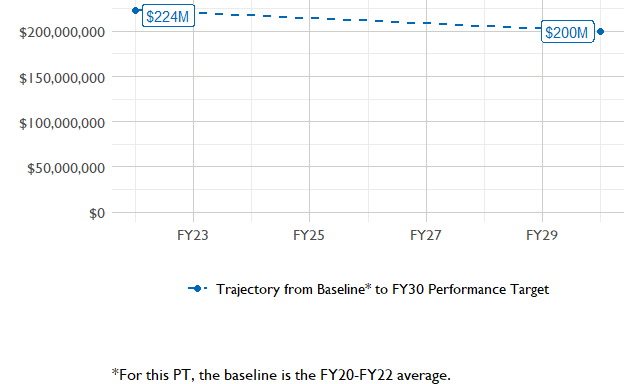 $224M
$200,000,000
$200M
$150,000,000
$100,000,000
$50,000,000
$0
FY23 FY25 FY27 FY29
Trajectory from Baseline* to FY30 Performance Target
*For this PT, the baseline is the FY20-FY22 average.